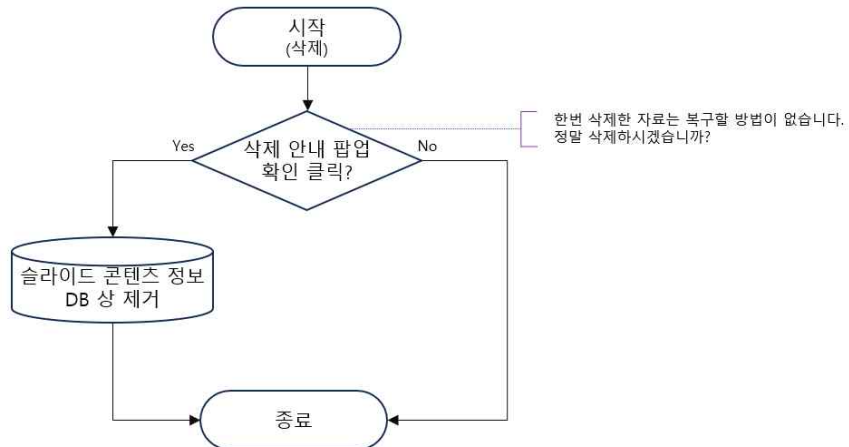 시작
(삭제)
한번 삭제한 자료는 복구할 방법이 없습니다.
정말 삭제하시겠습니까?
Yes
삭제 안내 팝업
확인 클릭?
No
슬라이드 콘텐츠 정보
DB 상 제거
종료